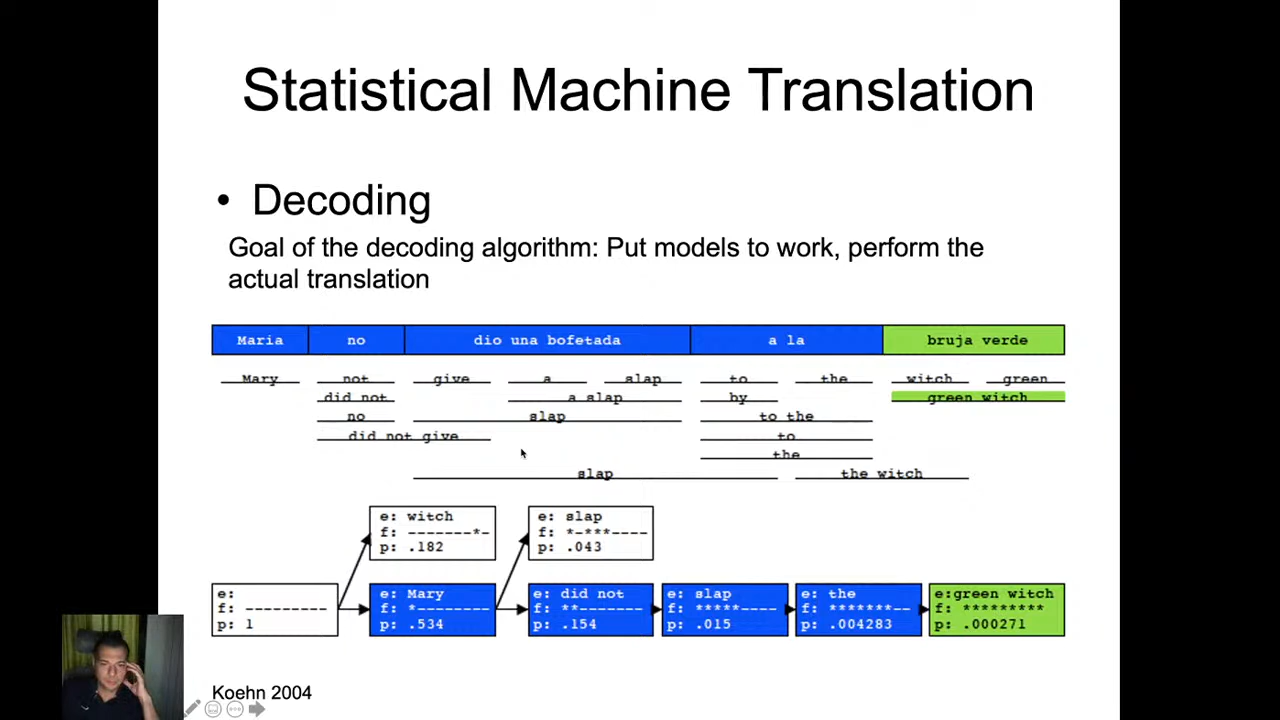 Statistical Machine Translation
• Decoding
Goal of the decoding algorithm: Put models to work, perform the
actual translation
Maria no dio una bofetada a la bruja verde
Mary not give a slap to the witch green
did not a slap by green witch
no slap to the
did not give to
the
slap the witch
e: witch e: slap
f: -------*- f: *-***----
p: .182 p: .043
e: e: Mary e: did not e: slap e: the e:green witch
f: --------- f: *-------- f: **------- f: *****---- f: *******-- f: *********
p: 1 p: .534 p: .154 p: .015 p: .004283 p: .000271
Koehn 2004